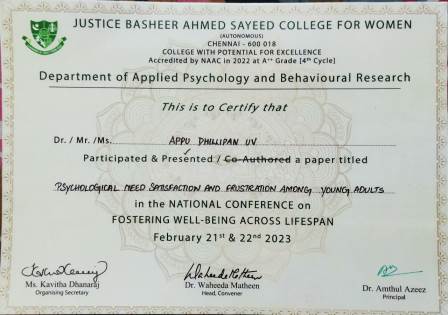 JUSTICE BASHEER AHMED SAYEED COLLEGE FOR WOMEN
(AUTONOMOUS)
CHENNAI - 600 018
COLLEGE WITH POTENTIAL FOR EXCELLENCE
Accredited by NAAC in 2022 at A++ Grade [4th Cycle]
Department of Applied Psychology and Behavioural Research
This is to Certify that
Dr. / Mr. /Ms. APPU DHILLIPAN UV
Participated & Presented / Co-Authored a paper titled
PSYCHOLOGICAL NEED SATISFACTION AND FRUSTRATION AMONG YOUNG ADULTS
in the NATIONAL CONFERENCE on
FOSTERING WELL-BEING ACROSS LIFESPAN
February 21st & 22nd 2023
Ms. Kavitha Dhanaraj
Organising Secretary
Waheeda Matheen
Dr. Waheeda Matheen
Head, Convener
Dr. Amthul Azeez
Principal